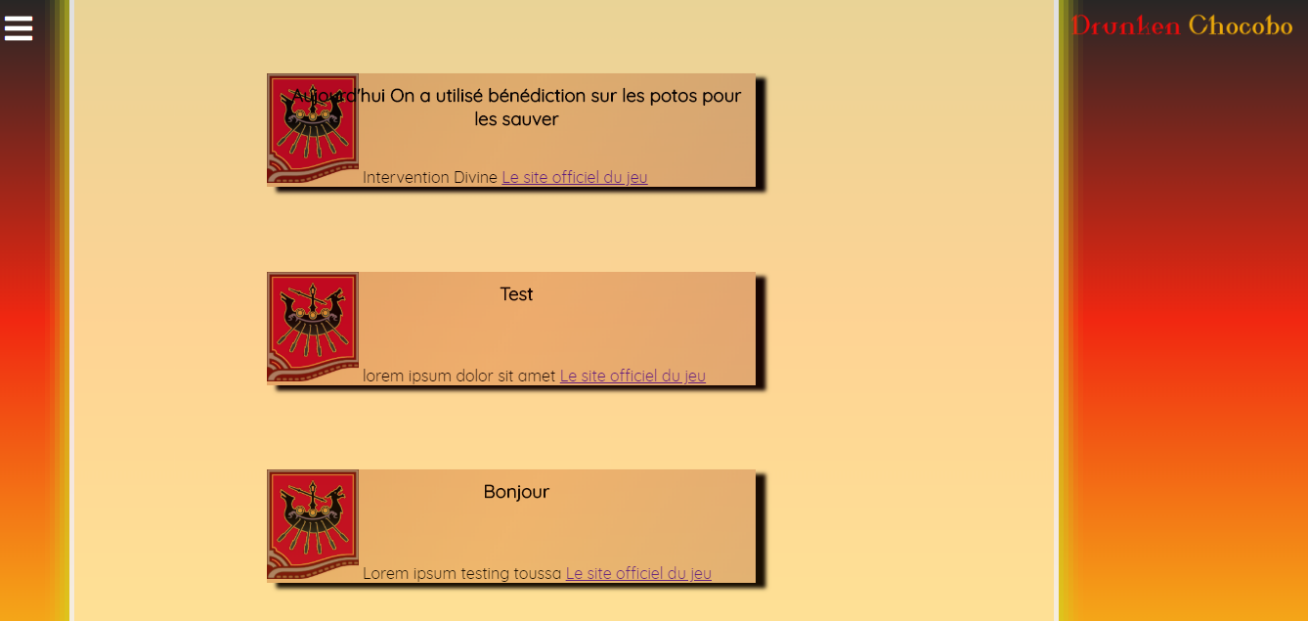 Drunken Chocobo
Aujourd'hui On a utilisé bénédiction sur les potos pour
les sauver
Intervention Divine Le site officiel du jeu
Test
lorem ipsum dolor sit amet Le site officiel du jeu
Bonjour
Lorem ipsum testing toussa Le site officiel du jeu